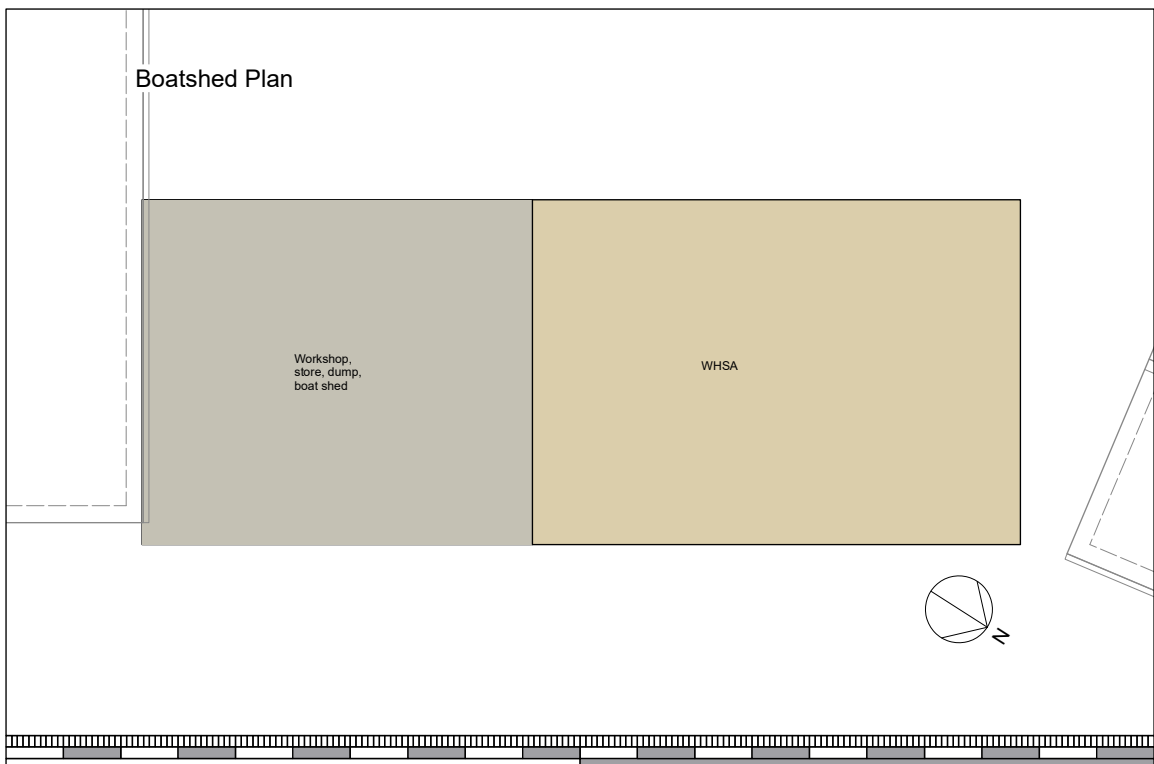 Boatshed Plan
Workshop,
store, dump,
boat shed
WHSA
N